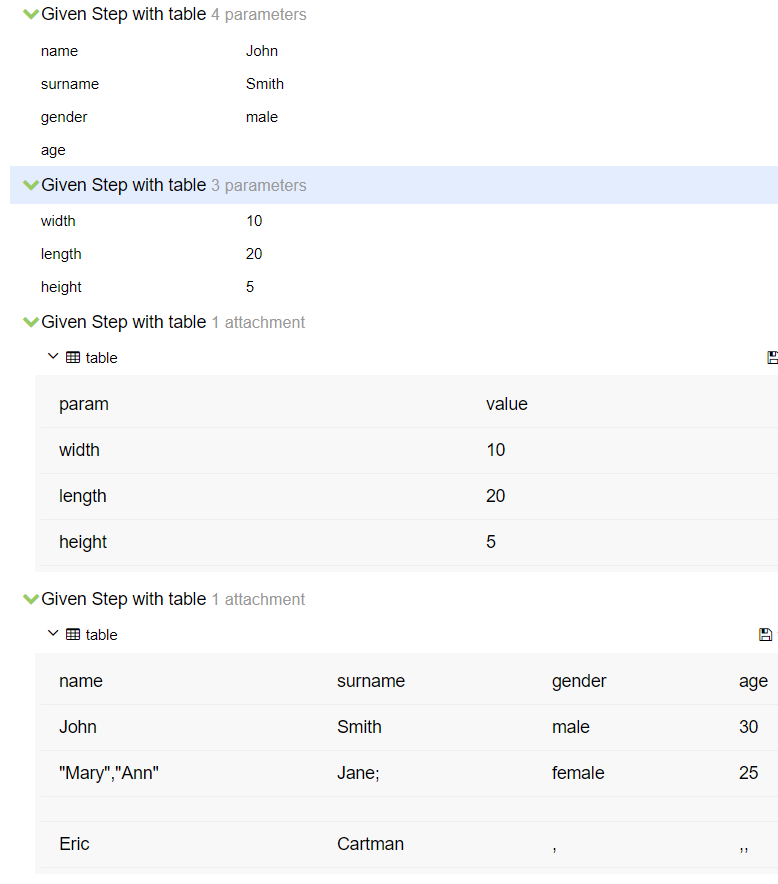 Given Step with table 4 parameters
name John
surname Smith
gender male
age
Given Step with table 3 parameters
width 10
length 20
height 5
Given Step with table 1 attachment
table
param value
width 10
length 20
height 5
Given Step with table 1 attachment
table
name surname gender age
John Smith male 30
"Mary","Ann" Jane; female 25
Eric Cartman , ,,